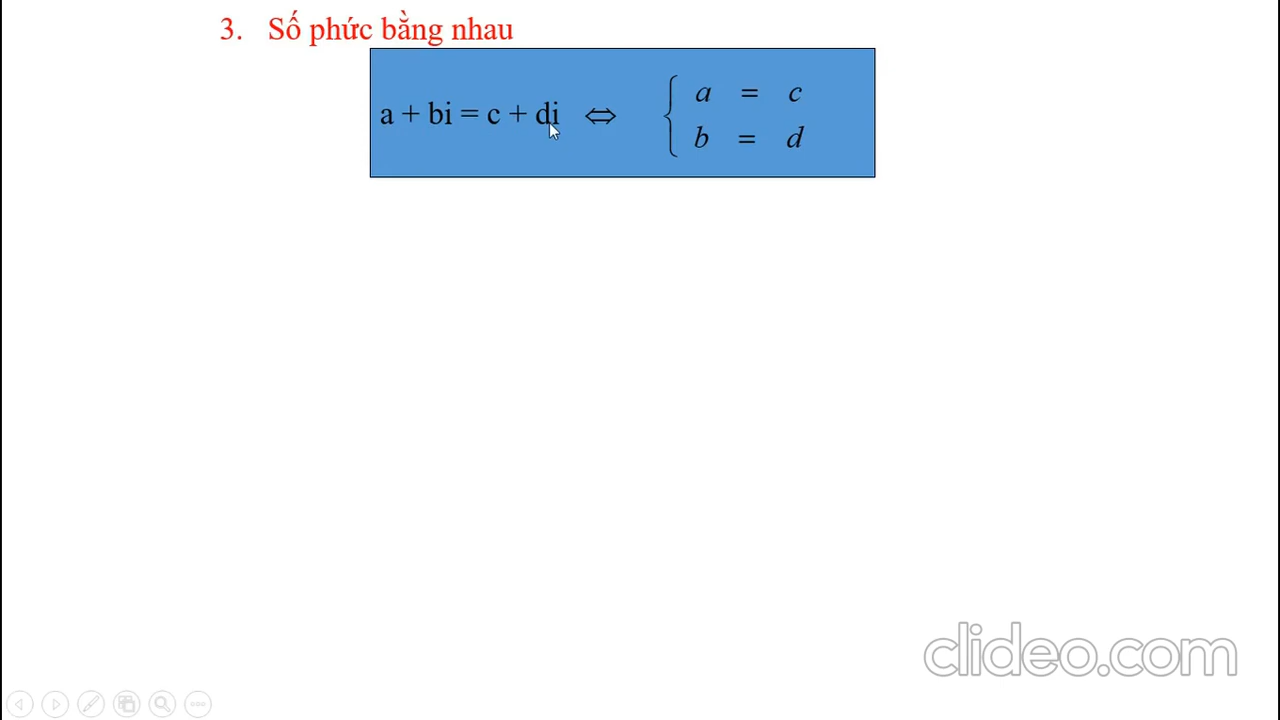 3. Số phức bằng nhau
a + bi = c + di ⇔ { a = c
b = d
clideo.com